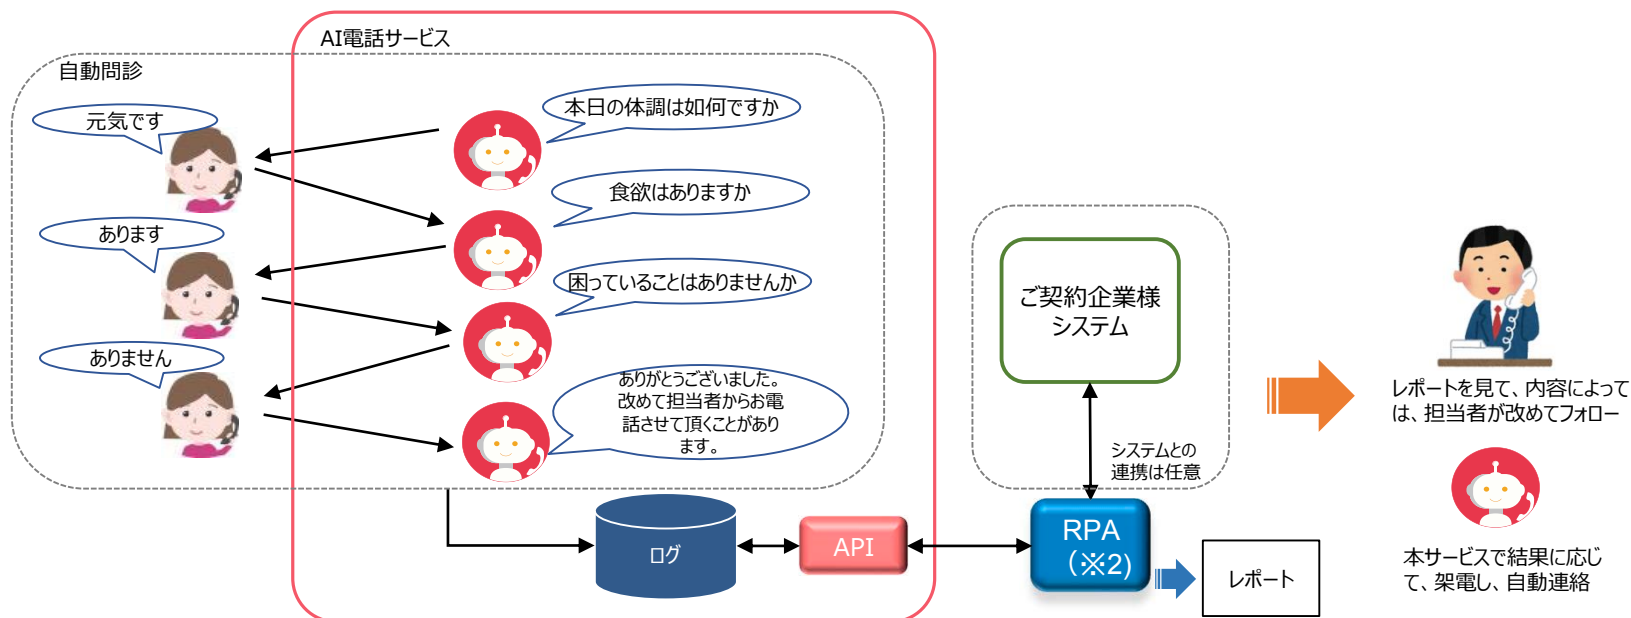 AI電話サービス
自動問診
元気です
本日の体調は如何ですか
食欲はありますか
あります
困っていることはありませんか
ありません
ありがとうございました。
改めて担当者からお電
話させて頂くことがあり
ます。
ログ
API
ご契約企業様
システム
システムとの
連携は任意
RPA
(※2)
レポート
レポートを見て、内容によって
は、担当者が改めてフォロー
本サービスで結果に応じ
て、架電し、自動連絡